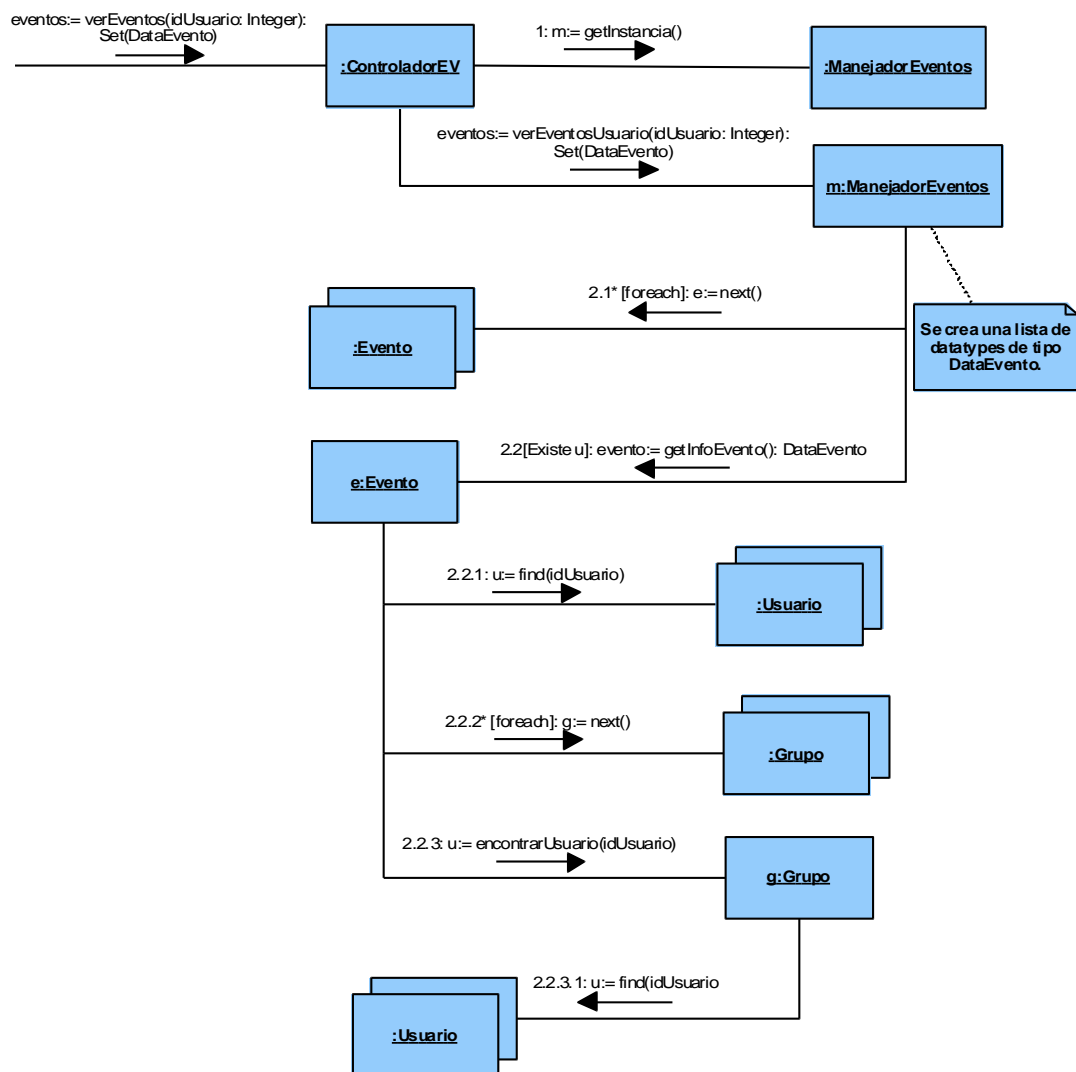 eventos:= verEventos(idUsuario: Integer):
Set(DataEvento)
1: m:= getInstancia()
:ControladorEV
:ManejadorEventos
eventos:= verEventosUsuario(idUsuario: Integer):
Set(DataEvento)
m:ManejadorEventos
2.1* [foreach]: e:= next()
:Evento
Se crea una lista de
datatypes de tipo
DataEvento.
2.2[Existe u]: evento:= getInfoEvento(): DataEvento
e:Evento
2.2.1: u:= find(idUsuario)
:Usuario
2.2.2* [foreach]: g:= next()
:Grupo
2.2.3: u:= encontrarUsuario(idUsuario)
g:Grupo
2.2.3.1: u:= find(idUsuario
:Usuario